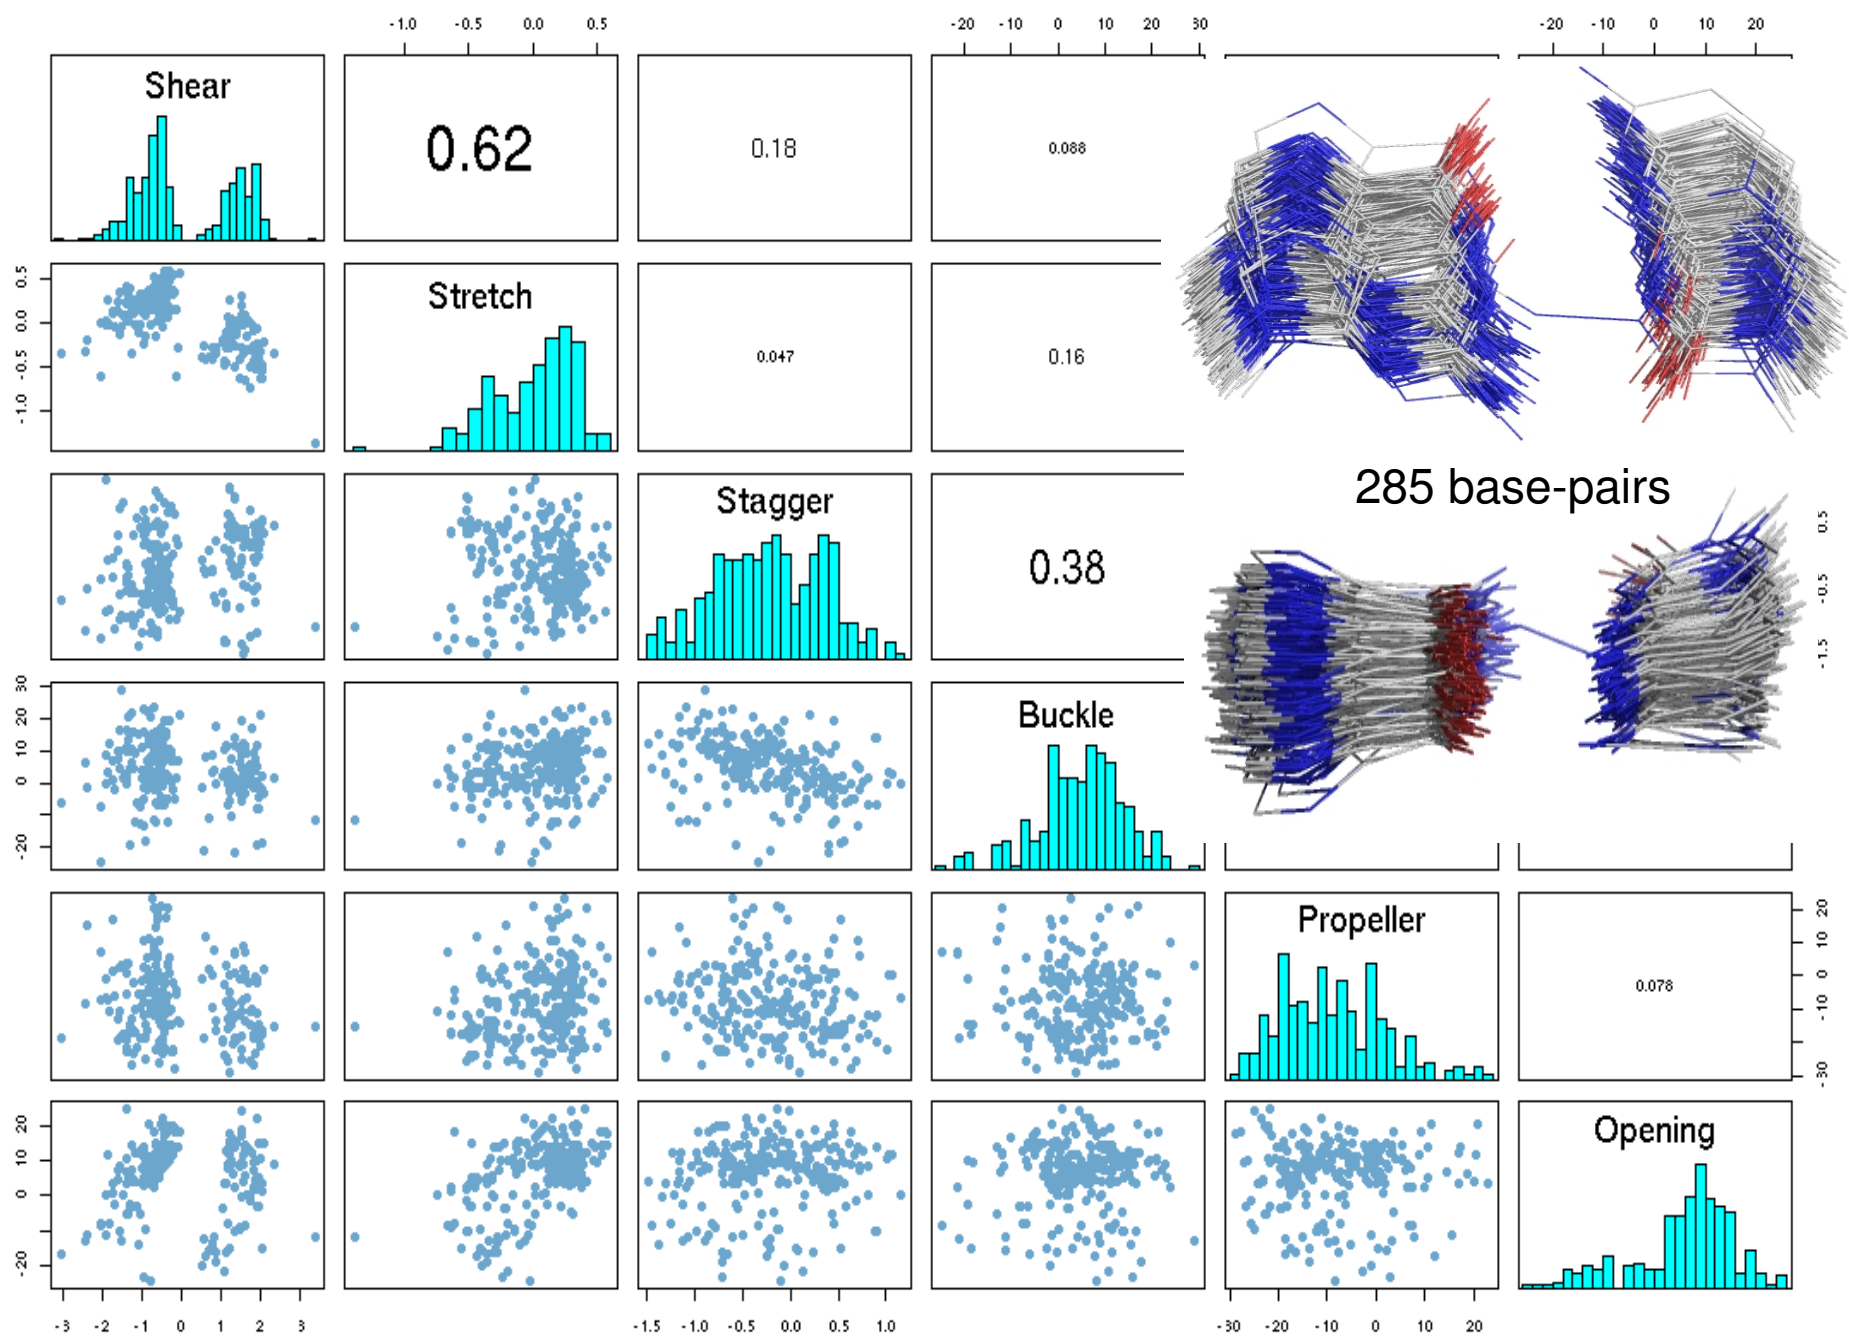 -1.0 -0.5 0.0 0.5 -20 -10 0 10 20 30 -20 -10 0 10 20
Shear
0.62 0.18 0.088
0.5 0.0 -0.5 -1.0
Stretch
0.047 0.16
285 base-pairs
Stagger
0.38
0.5 -0.5 -1.5
30 20 10 0 -20
Buckle
Propeller
0.078
20 10 0 -10 -30
20 10 0 -20
Opening
-3 -2 -1 0 1 2 3 -1.5 -1.0 -0.5 0.0 0.5 1.0 -30 -20 -10 0 10 20